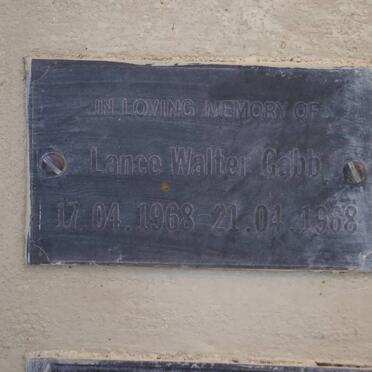 IN LOVING MEMORY OF
Lance Walter Gabb
17.04.1968-21.04.1968